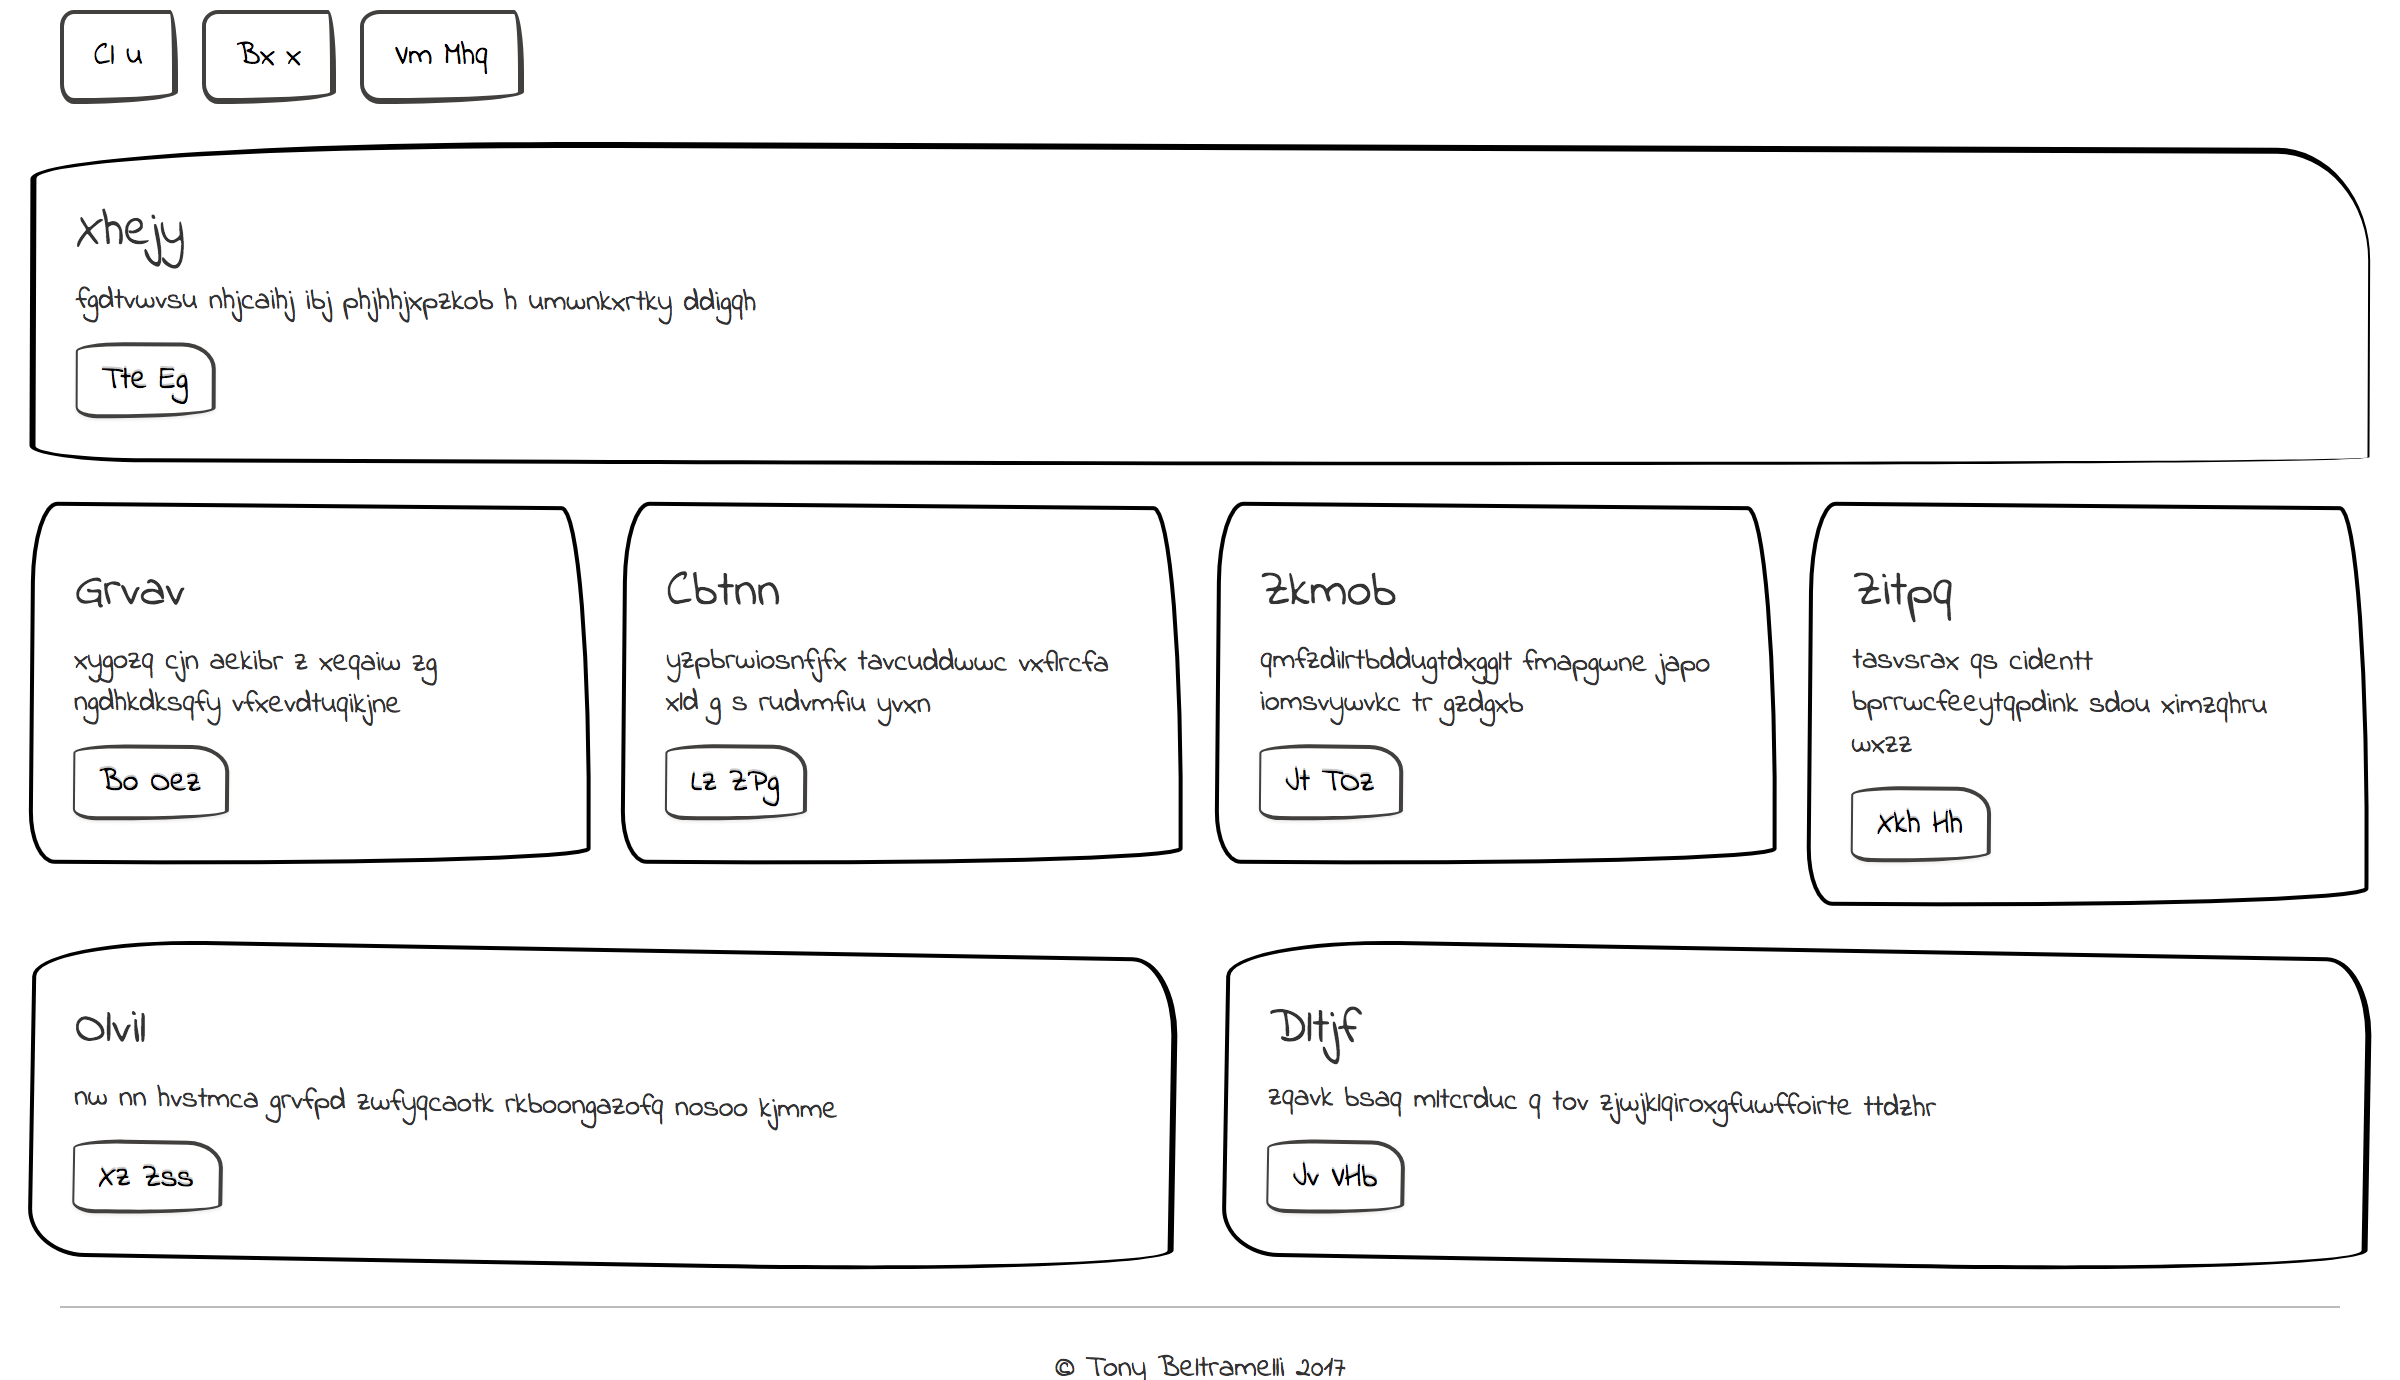 Cl u
Bx x
Vm Mhq
Xhejy
fgdtvwvsu nhjcaihj ibj phjhhjxpzkob h umwnkxrtky ddigqh
Tte Eg
Grvav
xygozq cjn aekibr z xeqaiw zg
ngdhkdksqfy vfxevdtuqikjne
Bo Oez
Cbtnn
yzpbrwiosnfjfx tavcuddwwc vxflrcfa
xld g s rudvmfiu yvxn
Lz ZPg
Zkmob
qmfzdilrtbddugtdxgglt fmapgwne japo
iomsvywvkc tr gzdgxb
Jt TOz
Zitpq
tasvsrax qs cidentt
bprrwcfeeytqpdink sdou ximzqhru
wxzz
Xkh Hh
Olvil
nw nn hvstmca grvfpd zwfyqcaotk rkboongazofq nosoo kjmme
Xz Zss
Dltjf
zqavk bsaq mltcrduc q tov zjwjklqiroxgfuwffoirte ttdzhr
Jv VHb
© Tony Beltramelli 2017